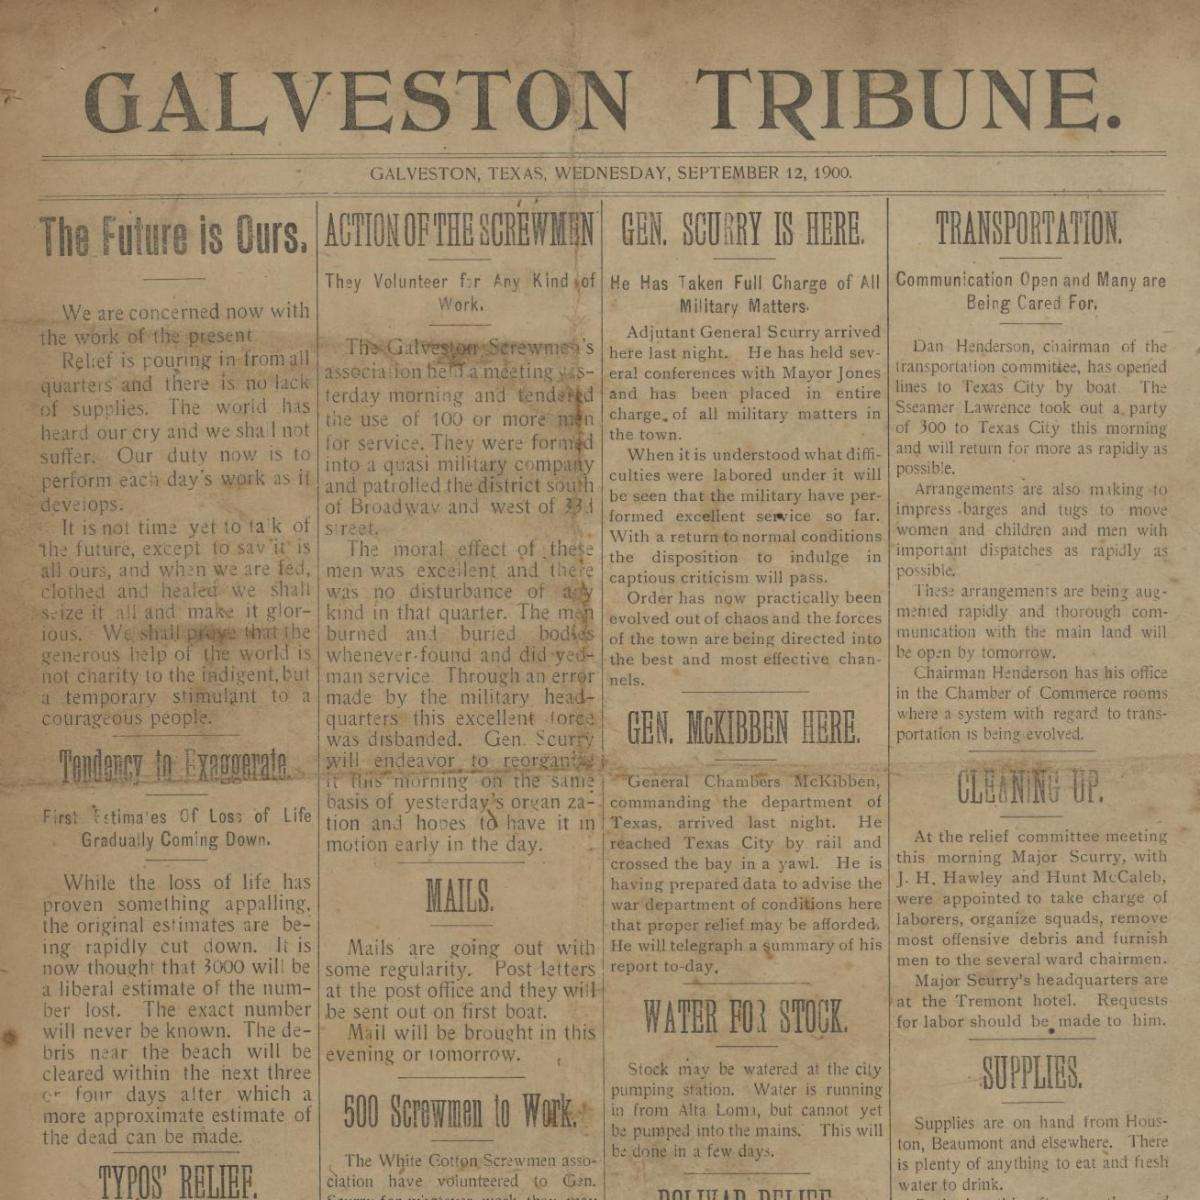 GALVESTON TRIBUNE.
GALVESTON, TEXAS, WEDNESDAY, SEPTEMBER 12, 1900.
The Future is Ours.
We are concerned now with
the work of the present
Relief is pouring in from all
quarters and there is no lack
of supplies. The world has
heard our cry and we shall not
suffer. Our duty now is to
perform each day's work as it
deveiops.
It is not time yet to talk of
the future, except to say it is
all ours, and when we are fed,
clothed and healed we shall
seize it all and make it glor-
ious. We shall prove that the
generous help of the world is
not charity to the indigent, but
a temporary stimulant to a
courageous people.
Tendency to Exaggerate.
First Estimates Of Loss of Life
Gradually Coming Down.
While the loss of life has
proven something appalling,
the original estimates are be-
ing rapidly cut down. It is
now thought that 3000 will be
a liberal estimate of the num-
ber lost. The exact number
will never be known. The de-
bris near the beach will be
cleared within the next three
or four days after which a
more approximate estimate of
the dead can be made.
TYPOS' RELIEF.
ACTION OF THE SCREWMEN
They Volunteer for Any Kind of
Work.
The Galveston Screwmen's
association held a meeting yes-
terday morning and tendered
the use of 100 or more men
for service. They were formed
into a quasi military company
and patrolled the district south
of Broadway and west of 33d
street.
The moral effect of these
men was excellent and there
was no disturbance of any
kind in that quarter. The men
burned and buried bodies
whenever found and did yed-
man service. Through an error
made by the military head-
quarters this excellent force
was disbanded. Gen. Scurry
will endeavor to reorganize
it this morning on the same
basis of yesterday's organ za-
tion and hopes to have it in
motion early in the day.
MAILS.
Mails are going out with
some regularity. Post letters
at the post office and they will
be sent out on first boat.
Mail will be brought in this
evening or tomorrow.
500 Screwmen to Work.
The White Cotton Screwmen asso-
ciation have volunteered to Gen.
Scurry for whatever work they may
GEN. SCURRY IS HERE.
He Has Taken Full Charge of All
Military Matters.
Adjutant General Scurry arrived
here last night. He has held sev-
eral conferences with Mayor Jones
and has been placed in entire
charge of all military matters in
the town.
When it is understood what diffi-
culties were labored under it will
be seen that the military have per-
formed excellent service so far.
With a return to normal conditions
the disposition to indulge in
captious criticism will pass.
Order has now practically been
evolved out of chaos and the forces
of the town are being directed into
the best and most effective chan-
nels.
GEN. McKIBBEN HERE.
General Chambers McKibben,
commanding the department of
Texas, arrived last night. He
reached Texas City by rail and
crossed the bay in a yawl. He is
having prepared data to advise the
war department of conditions here
that proper relief may be afforded.
He will telegraph a summary of his
report to-day.
WATER FOR STOCK.
Stock may be watered at the city
pumping station. Water is running
in from Alta Loma, but cannot yet
be pumped into the mains. This will
be done in a few days.
BOLIVAR RELIEF
TRANSPORTATION.
Communication Open and Many are
Being Cared For.
Dan Henderson, chairman of the
transportation committee, has opened
lines to Texas City by boat. The
Sseamer Lawrence took out a party
of 300 to Texas City this morning
and will return for more as rapidly as
possible.
Arrangements are also making to
impress barges and tugs to move
women and children and men with
important dispatches as rapidly as
possible.
These arrangements are being aug-
mented rapidly and thorough com-
munication with the main land will
be open by tomorrow.
Chairman Henderson has his office
in the Chamber of Commerce rooms
where a system with regard to trans-
portation is being evolved.
CLEANING UP.
At the relief committee meeting
this morning Major Scurry, with
J. H. Hawley and Hunt McCaleb,
were appointed to take charge of
laborers, organize squads, remove
most offensive debris and furnish
men to the several ward chairmen.
Major Scurry's headquarters are
at the Tremont hotel. Requests
for labor should be made to him.
SUPPLIES.
Supplies are on hand from Hous-
ton, Beaumont and elsewhere. There
is plenty of anything to eat and fresh
water to drink.